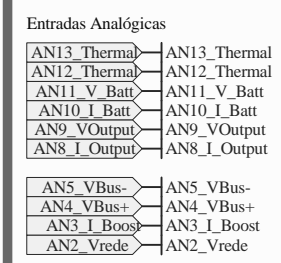 Entradas Analógicas
AN13_Thermal AN13_Thermal
AN12_Thermal AN12_Thermal
AN11_V_Batt AN11_V_Batt
AN10_I_Batt AN10_I_Batt
AN9_VOutput AN9_VOutput
AN8_I_Output AN8_I_Output
AN5_VBus- AN5_VBus-
AN4_VBus+ AN4_VBus+
AN3_I_Boost AN3_I_Boost
AN2_Vrede AN2_Vrede